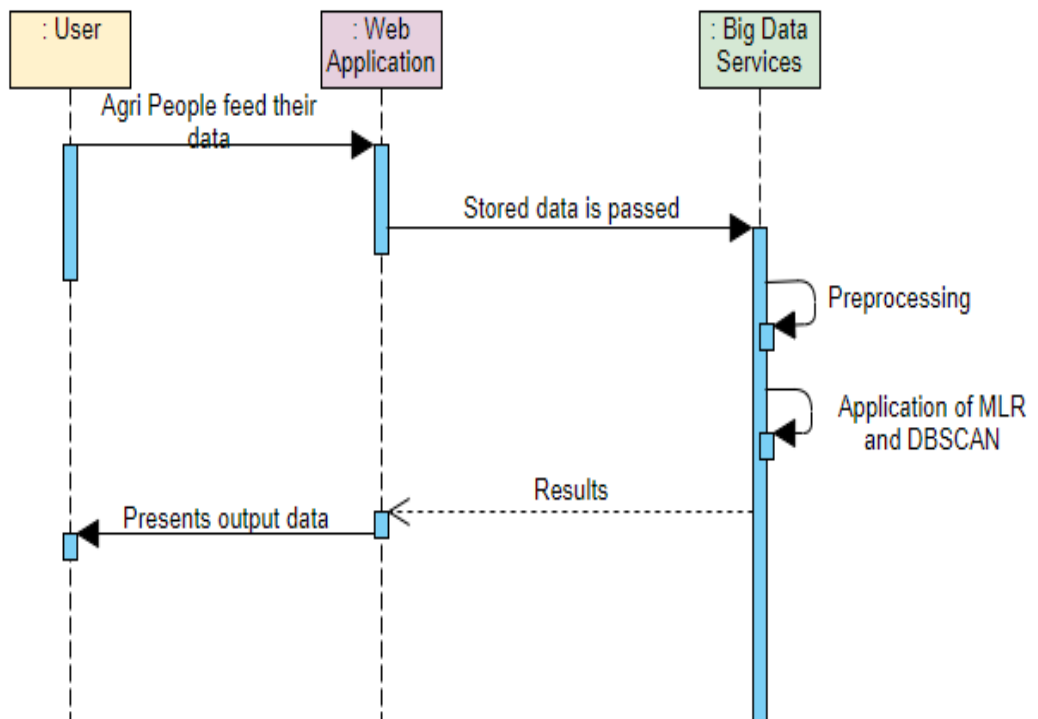 : User
: Web
Application
: Big Data
Services
Agri People feed their
data
Stored data is passed
Preprocessing
Application of MLR
and DBSCAN
Results
Presents output data